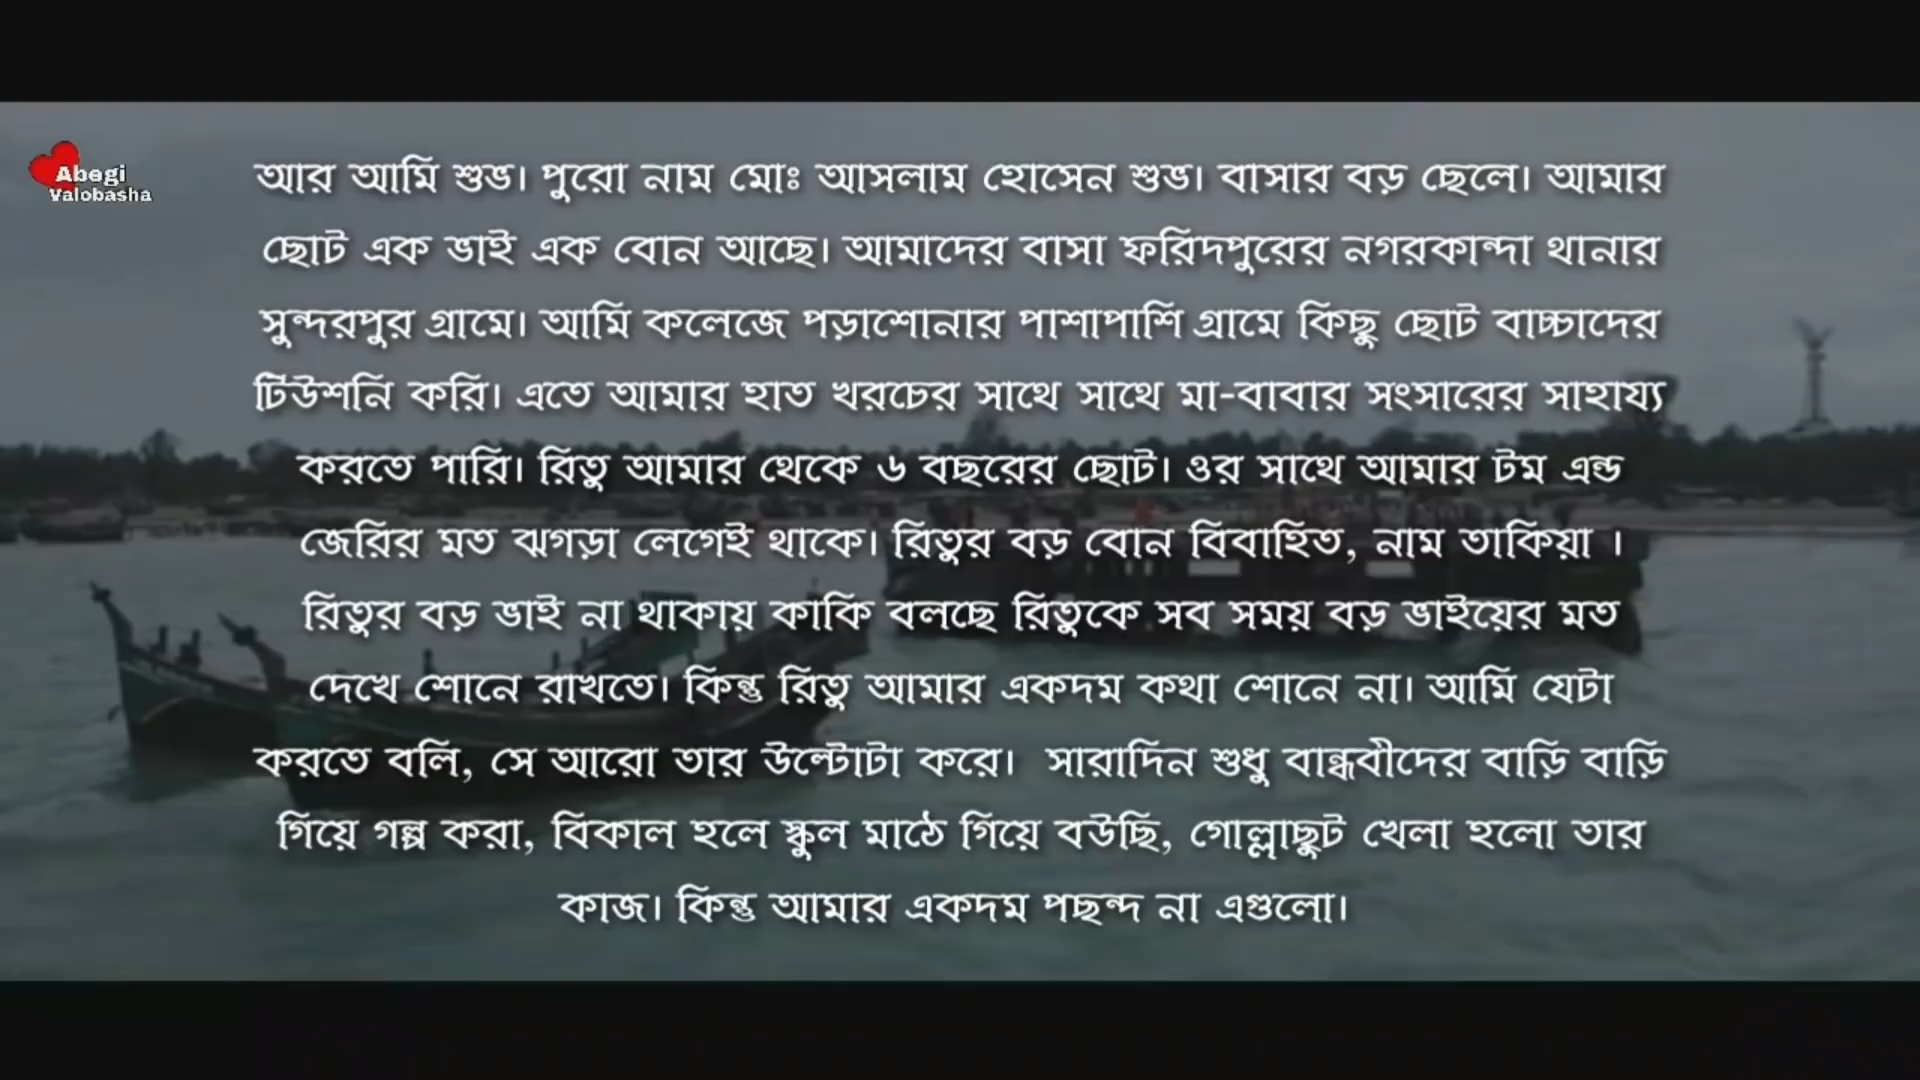 Abegi
Valobasha
আর আমি শুভ। পুরো নাম মোঃ আসলাম হোসেন শুভ। বাসার বড় ছেলে। আমার
ছোট এক ভাই এক বোন আছে। আমাদের বাসা ফরিদপুরের নগরকান্দা থানার
সুন্দরপুর গ্রামে। আমি কলেজে পড়াশোনার পাশাপাশি গ্রামে কিছু ছোট বাচ্চাদের
টিউশনি করি। এতে আমার হাত খরচের সাথে সাথে মা-বাবার সংসারের সাহায্য
করতে পারি। রিতু আমার থেকে ৬ বছরের ছোট। ওর সাথে আমার টম এন্ড
জেরির মত ঝগড়া লেগেই থাকে। রিতুর বড় বোন বিবাহিত, নাম তাকিয়া ।
রিতুর বড় ভাই না থাকায় কাকি বলছে রিতুকে সব সময় বড় ভাইয়ের মত
দেখে শোনে রাখতে। কিন্তু রিতু আমার একদম কথা শোনে না। আমি যেটা
করতে বলি, সে আরো তার উল্টোটা করে। সারাদিন শুধু বান্ধবীদের বাড়ি বাড়ি
গিয়ে গল্প করা, বিকাল হলে স্কুল মাঠে গিয়ে বউছি, গোল্লাছুট খেলা হলো তার
কাজ। কিন্তু আমার একদম পছন্দ না এগুলো।